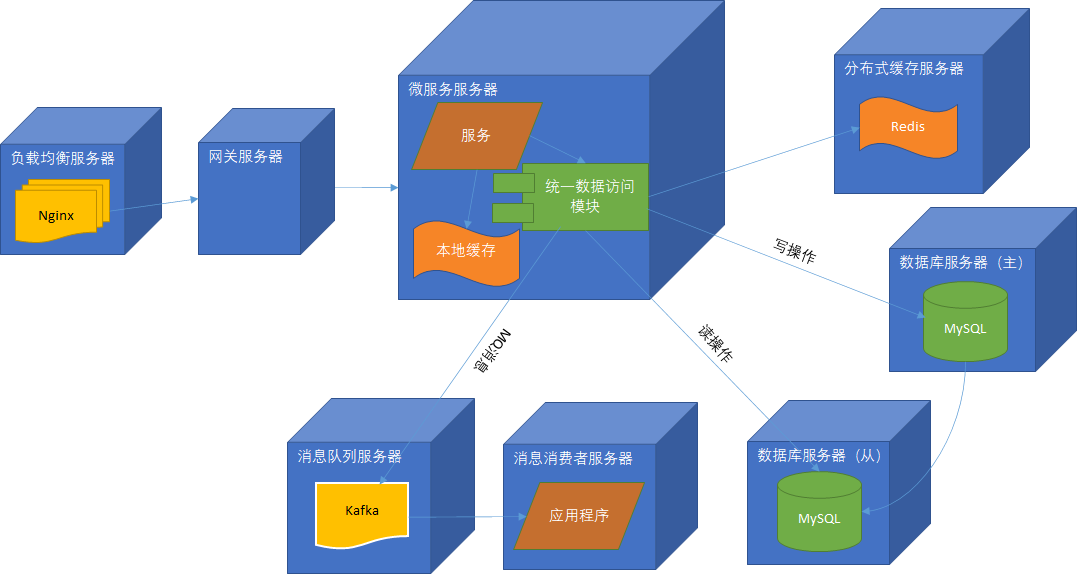 负载均衡服务器
Nginx
网关服务器
微服务服务器
服务
统一数据访问
模块
本地缓存
分布式缓存服务器
Redis
写操作
数据库服务器（主）
MySQL
MQ消息
读操作
消息队列服务器
Kafka
消息消费者服务器
应用程序
数据库服务器（从）
MySQL